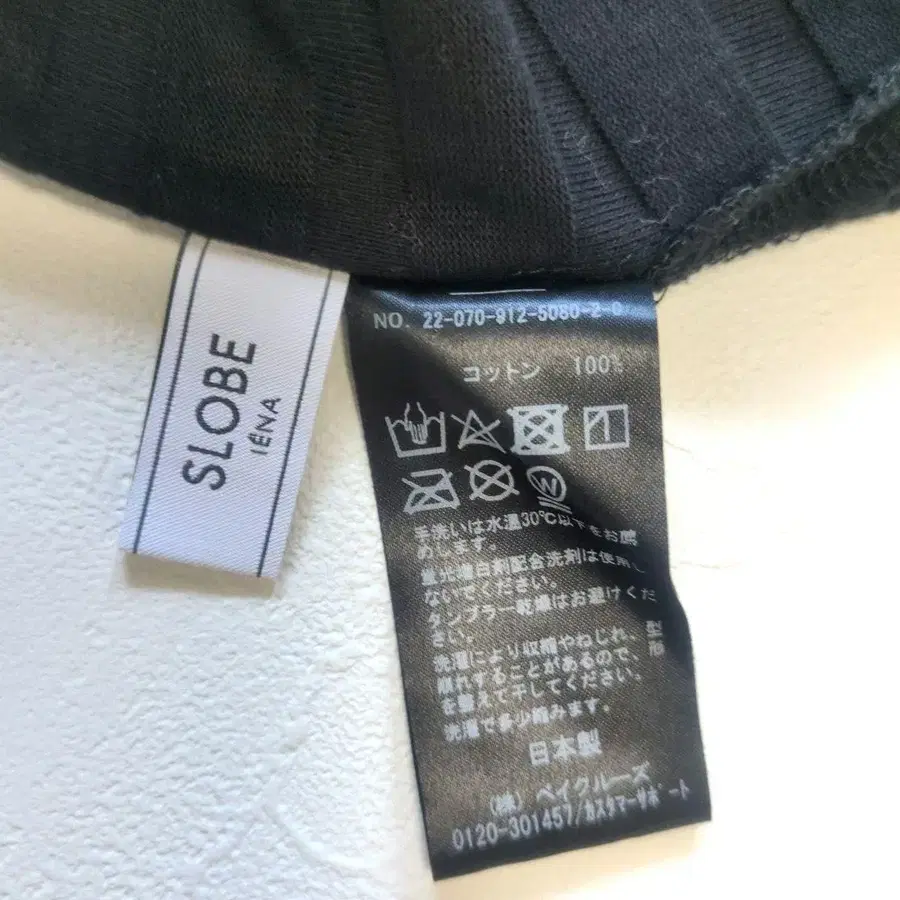 SLOBE
IÉNA
NO. 22-070-912-5080-2-0
コットン 100%
W
手洗いは水温30℃以下をお薦
めします。
蛍光増白剤配合洗剤は使用し
ないでください。
タンブラー乾燥はお避けくだ
さい。
洗濯により収縮やねじれ、
崩れすることがあるので、
を整えて干してください。
洗濯で多少縮みます。
日本製
(株) ベイクルーズ
0120-301457/カスタマーサポート